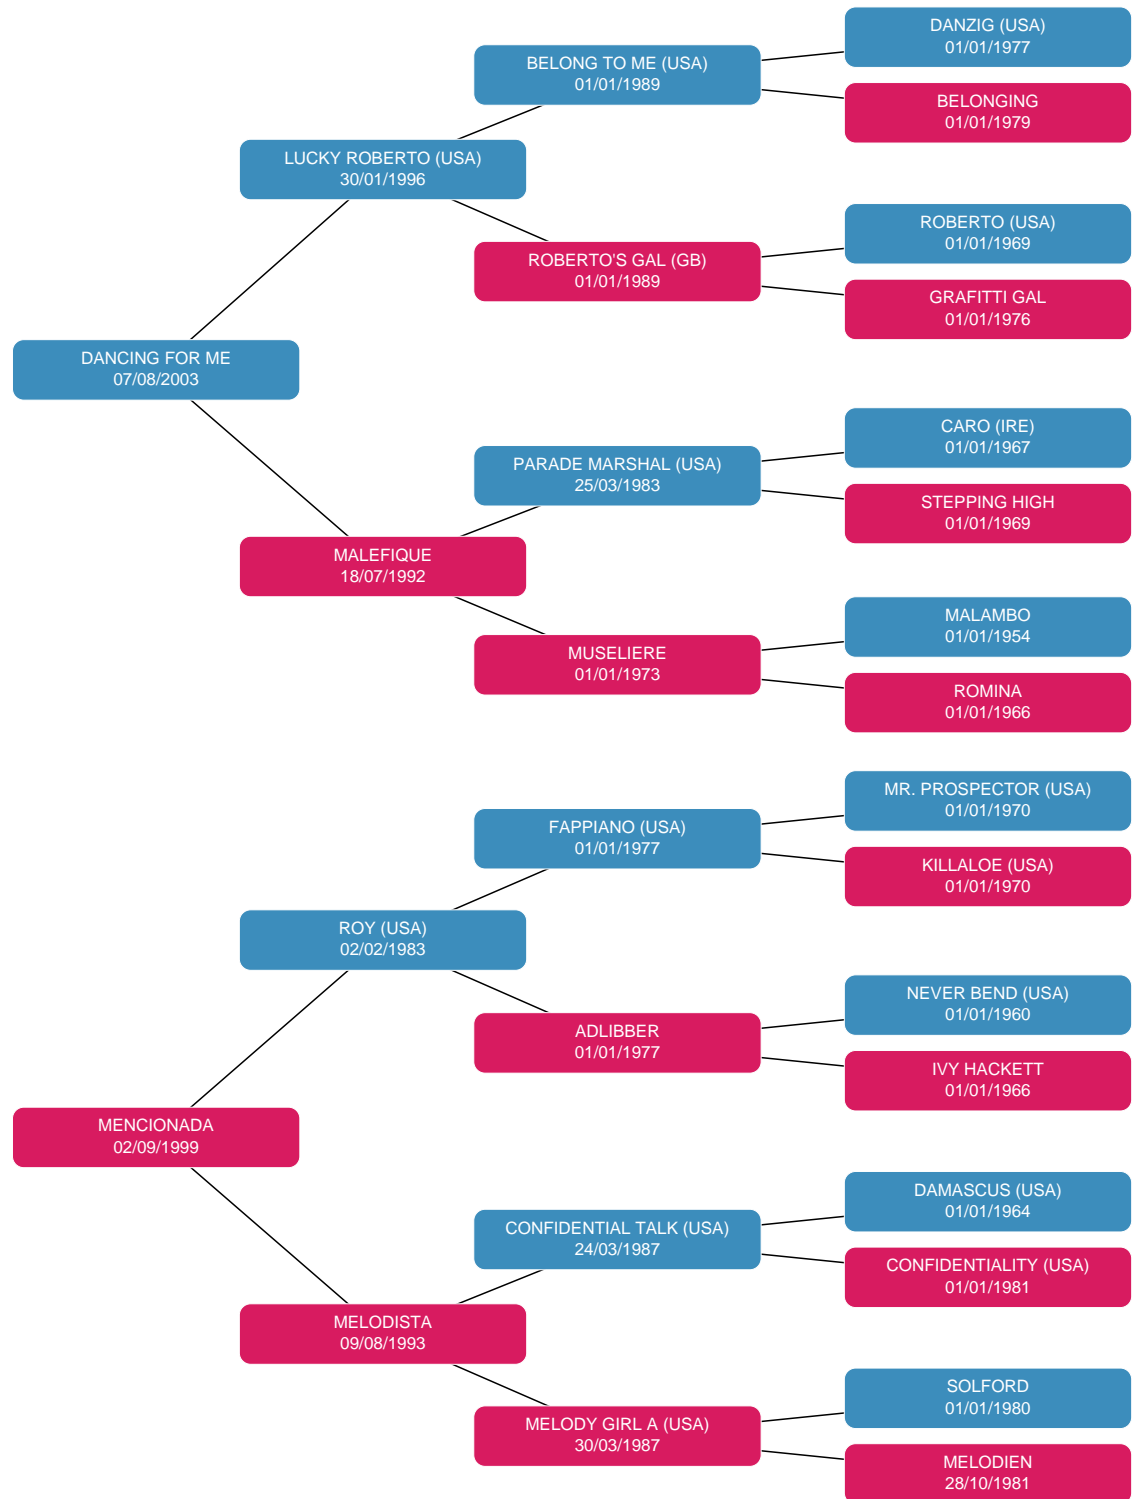 DANZIG (USA)
01/01/1977
BELONG TO ME (USA)
01/01/1989
BELONGING
01/01/1979
LUCKY ROBERTO (USA)
30/01/1996
ROBERTO (USA)
01/01/1969
ROBERTO'S GAL (GB)
01/01/1989
GRAFITTI GAL
01/01/1976
DANCING FOR ME
07/08/2003
CARO (IRE)
01/01/1967
PARADE MARSHAL (USA)
25/03/1983
STEPPING HIGH
01/01/1969
MALEFIQUE
18/07/1992
MALAMBO
01/01/1954
MUSELIERE
01/01/1973
ROMINA
01/01/1966
MR. PROSPECTOR (USA)
01/01/1970
FAPPIANO (USA)
01/01/1977
KILLALOE (USA)
01/01/1970
ROY (USA)
02/02/1983
NEVER BEND (USA)
01/01/1960
ADLIBBER
01/01/1977
IVY HACKETT
01/01/1966
MENCIONADA
02/09/1999
DAMASCUS (USA)
01/01/1964
CONFIDENTIAL TALK (USA)
24/03/1987
CONFIDENTIALITY (USA)
01/01/1981
MELODISTA
09/08/1993
SOLFORD
01/01/1980
MELODY GIRL A (USA)
30/03/1987
MELODIEN
28/10/1981